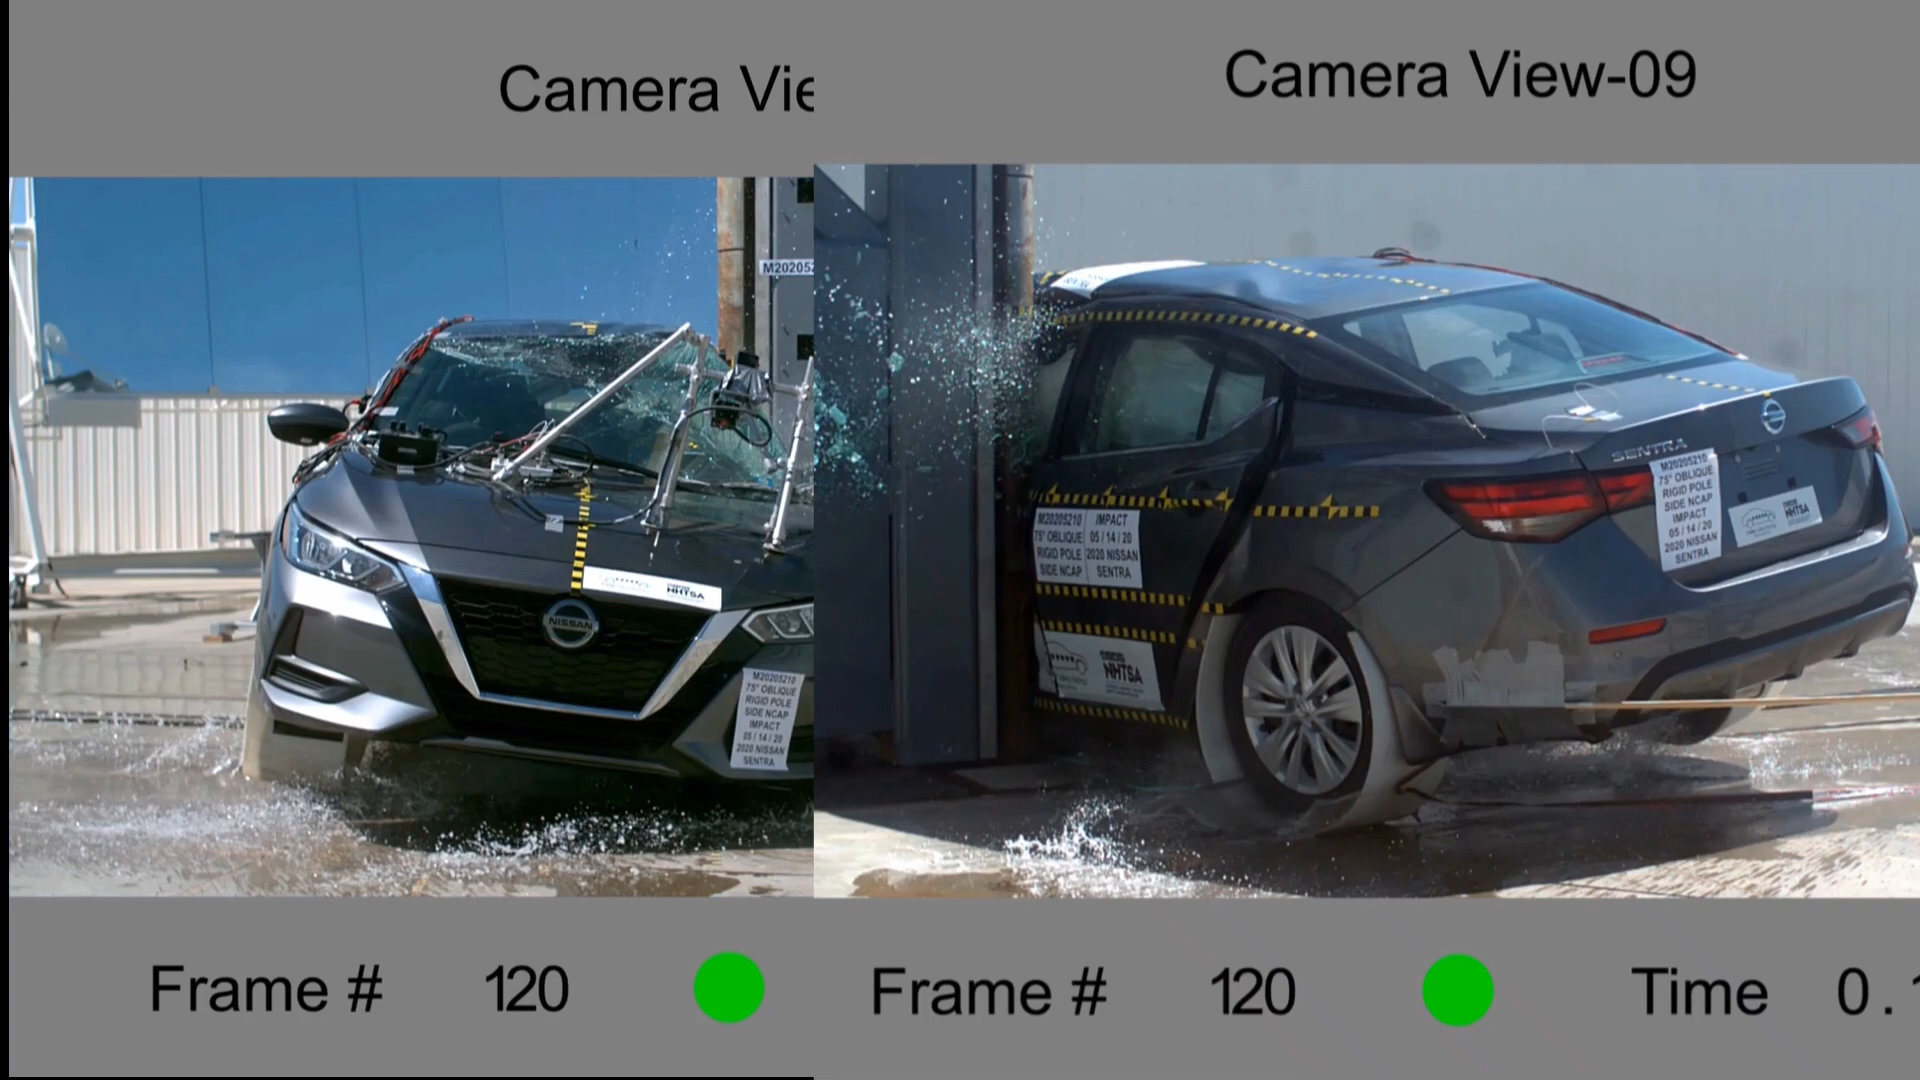 Camera Vie
M202052
NHTSA
NISSAN
M20205210
75° OBLIQUE
RIGID POLE
SIDE NCAP
IMPACT
05 / 14 / 20
2020 NISSAN
SENTRA
Frame # 120
Camera View-09
SENTRA
M20205210
75° OBLIQUE
RIGID POLE
SIDE NCAP
IMPACT
05 / 14 / 20
2020 NISSAN
SENTRA
NHTSA
M20205210
75° OBLIQUE
RIGID POLE
SIDE NCAP
IMPACT
05 / 14 / 20
2020 NISSAN
SENTRA
NHTSA
Frame # 120 Time 0.1